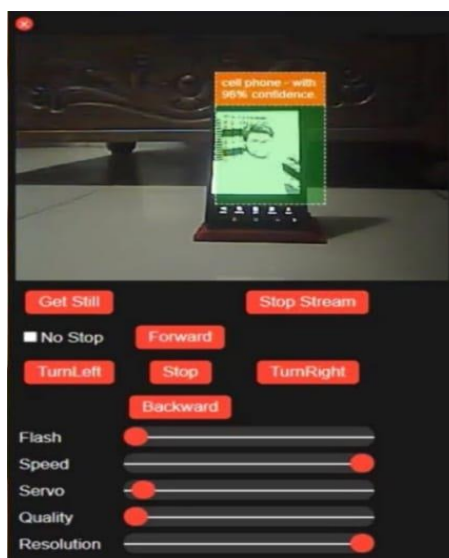 cell phone - with
96% confidence.
Get Still
Stop Stream
No Stop
Forward
TurnLeft
Stop
TurnRight
Backward
Flash
Speed
Servo
Quality
Resolution